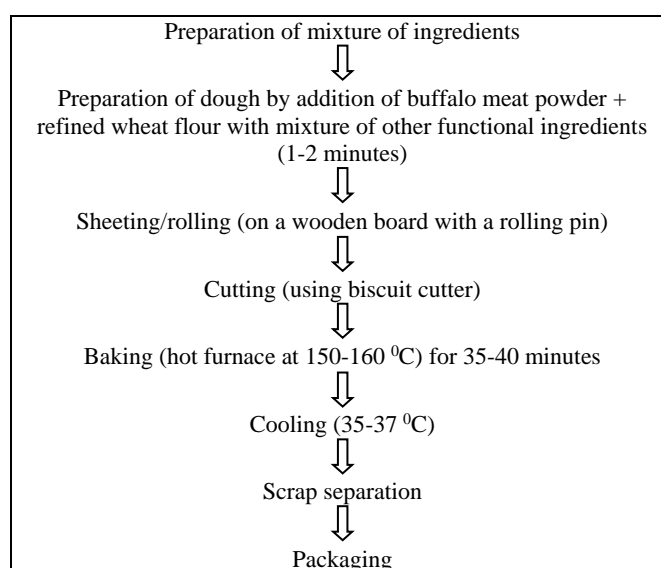 Preparation of mixture of ingredients
Preparation of dough by addition of buffalo meat powder +
refined wheat flour with mixture of other functional ingredients
(1-2 minutes)
Sheeting/rolling (on a wooden board with a rolling pin)
Cutting (using biscuit cutter)
Baking (hot furnace at 150-160 ⁰C) for 35-40 minutes
Cooling (35-37 ⁰C)
Scrap separation
Packaging